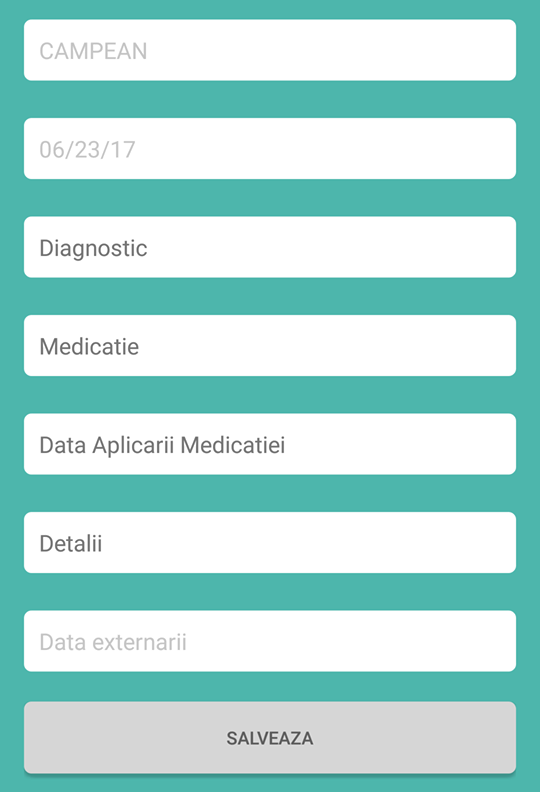 CAMPEAN
06/23/17
Diagnostic
Medicatie
Data Aplicarii Medicatiei
Detalii
Data externarii
SALVEAZA